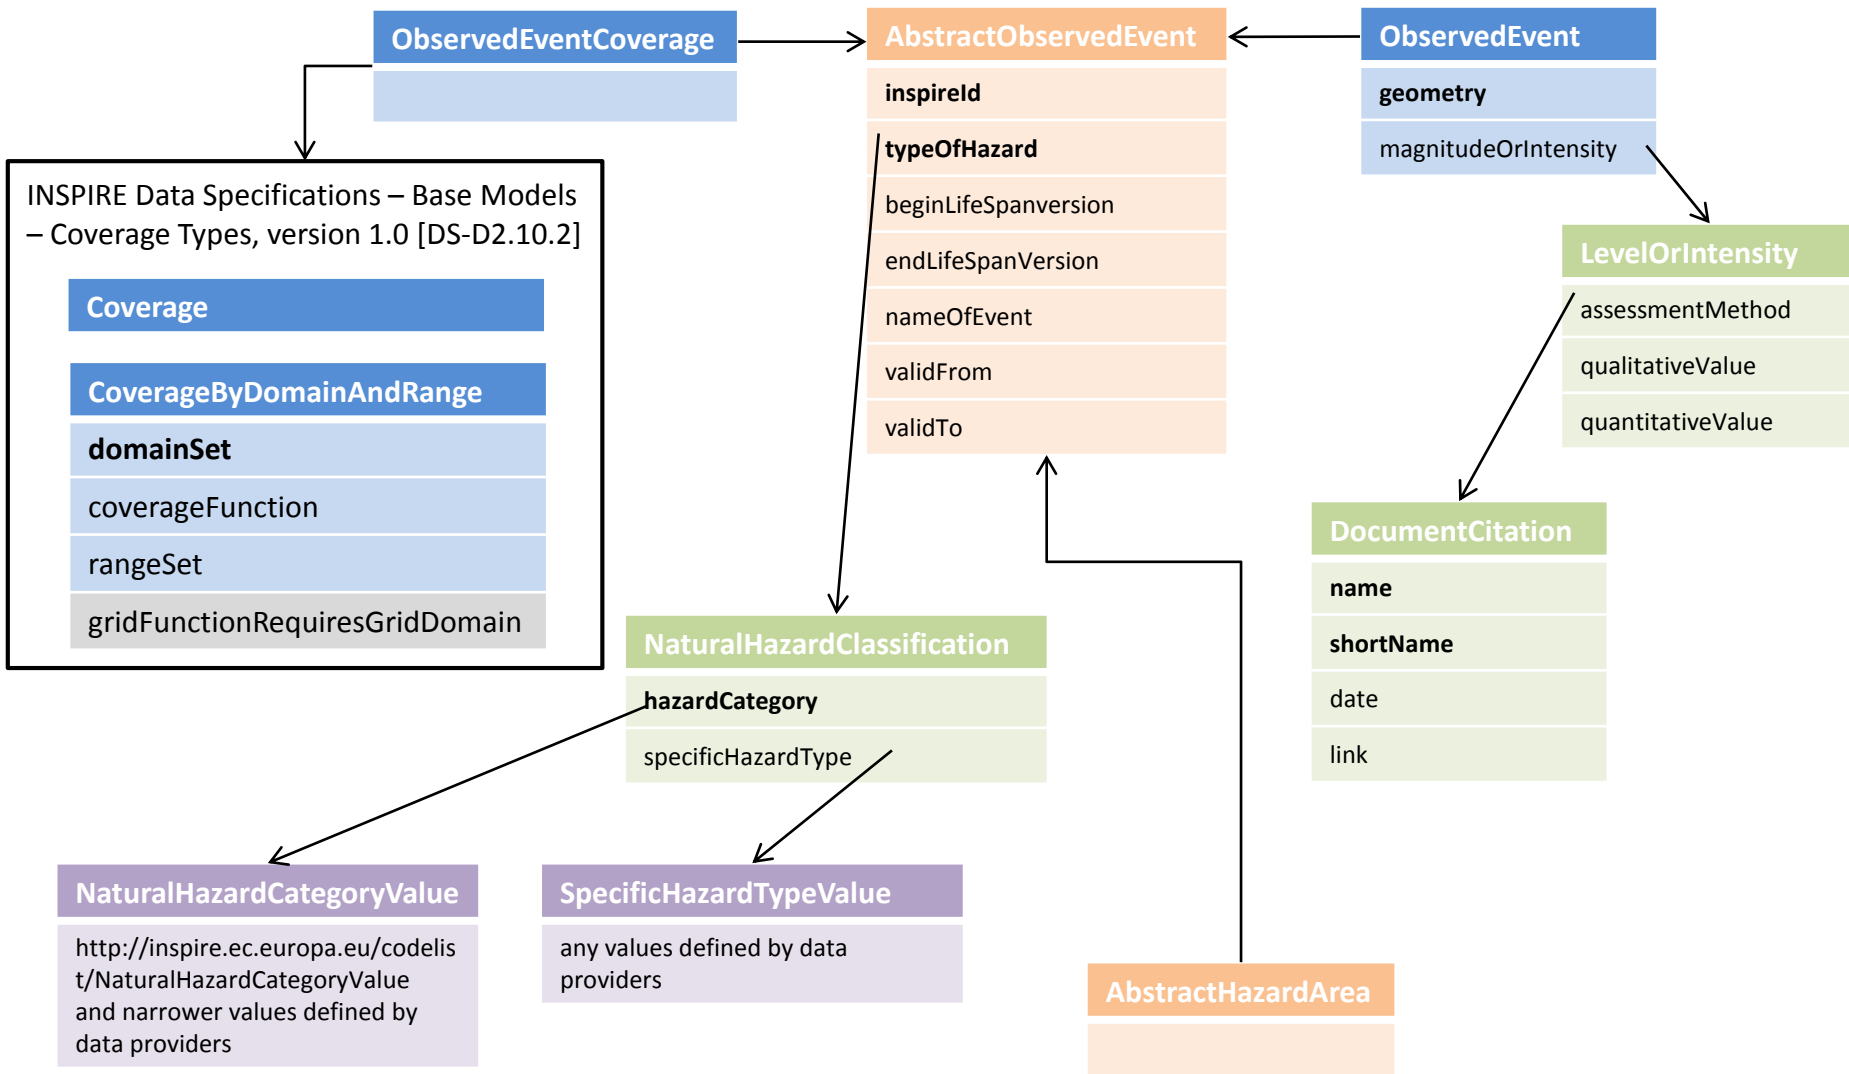 ObservedEventCoverage
AbstractObservedEvent
inspireId
typeOfHazard
beginLifeSpanversion
endLifeSpanVersion
nameOfEvent
validFrom
validTo
ObservedEvent
geometry
magnitudeOrIntensity
INSPIRE Data Specifications – Base Models
– Coverage Types, version 1.0 [DS-D2.10.2]
Coverage
CoverageByDomainAndRange
domainSet
coverageFunction
rangeSet
gridFunctionRequiresGridDomain
LevelOrIntensity
assessmentMethod
qualitativeValue
quantitativeValue
DocumentCitation
name
shortName
date
link
NaturalHazardClassification
hazardCategory
specificHazardType
NaturalHazardCategoryValue
http://inspire.ec.europa.eu/codelis
t/NaturalHazardCategoryValue
and narrower values defined by
data providers
SpecificHazardTypeValue
any values defined by data
providers
AbstractHazardArea